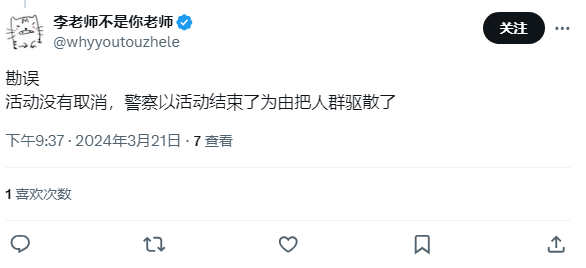 李老师不是你老师
@whyyoutouzhele
关注
勘误
活动没有取消，警察以活动结束了为由把人群驱散了
下午9:37 · 2024年3月21日 · 7 查看
1 喜欢次数